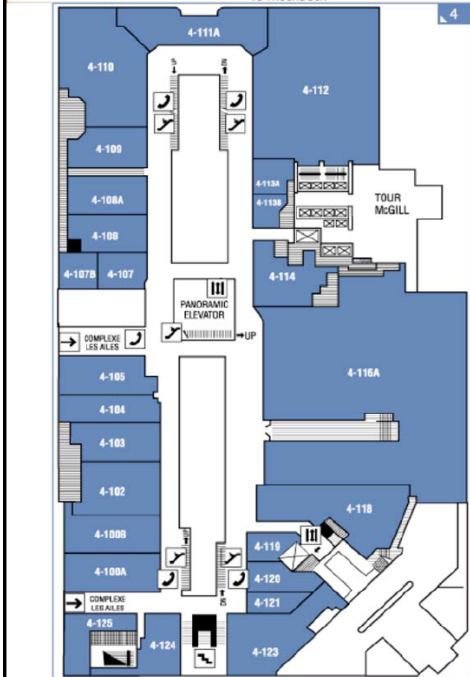 4
4-111A
4-110
4-112
4-109
4-113A
4-113B
4-108A
TOUR
McGILL
4-108
4-107B
4-107
4-114
PANORAMIC
ELEVATOR
UP
COMPLEXE
LES AILES
4-105
4-116A
4-104
4-103
4-102
4-118
4-100B
4-119
4-100A
4-120
4-121
COMPLEXE
LES AILES
4-125
4-124
4-123